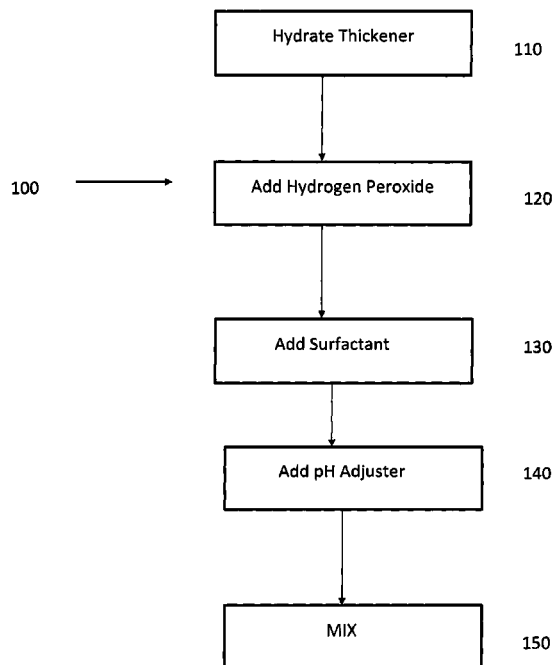 Hydrate Thickener
110
100
Add Hydrogen Peroxide
120
Add Surfactant
130
Add pH Adjuster
140
MIX
150